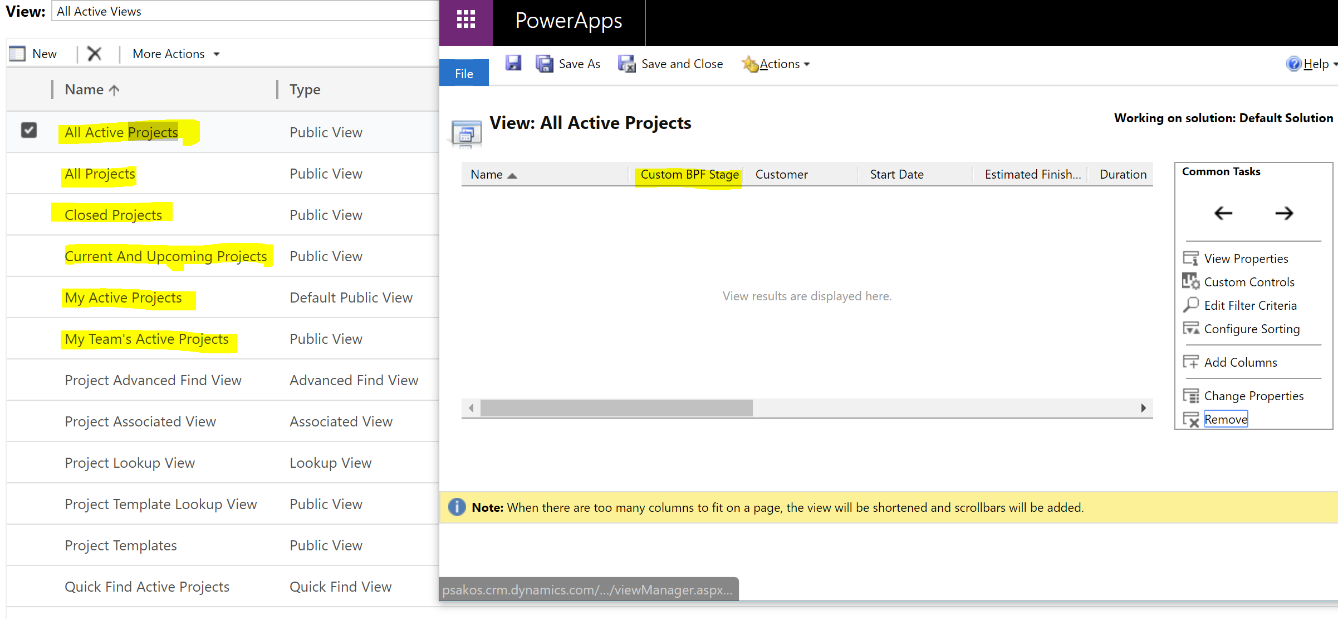 View: All Active Views
New More Actions
Name Type
All Active Projects Public View
All Projects Public View
Closed Projects Public View
Current And Upcoming Projects Public View
My Active Projects Default Public View
My Team's Active Projects Public View
Project Advanced Find View Advanced Find View
Project Associated View Associated View
Project Lookup View Lookup View
Project Template Lookup View Public View
Project Templates Public View
Quick Find Active Projects Quick Find View
PowerApps
File Save As Save and Close Actions Help
View: All Active Projects
Working on solution: Default Solution
Name Custom BPF Stage Customer Start Date Estimated Finish... Duration
View results are displayed here.
Common Tasks
View Properties
Custom Controls
Edit Filter Criteria
Configure Sorting
Add Columns
Change Properties
Remove
Note: When there are too many columns to fit on a page, the view will be shortened and scrollbars will be added.
psakos.crm.dynamics.com/.../viewManager.aspx...